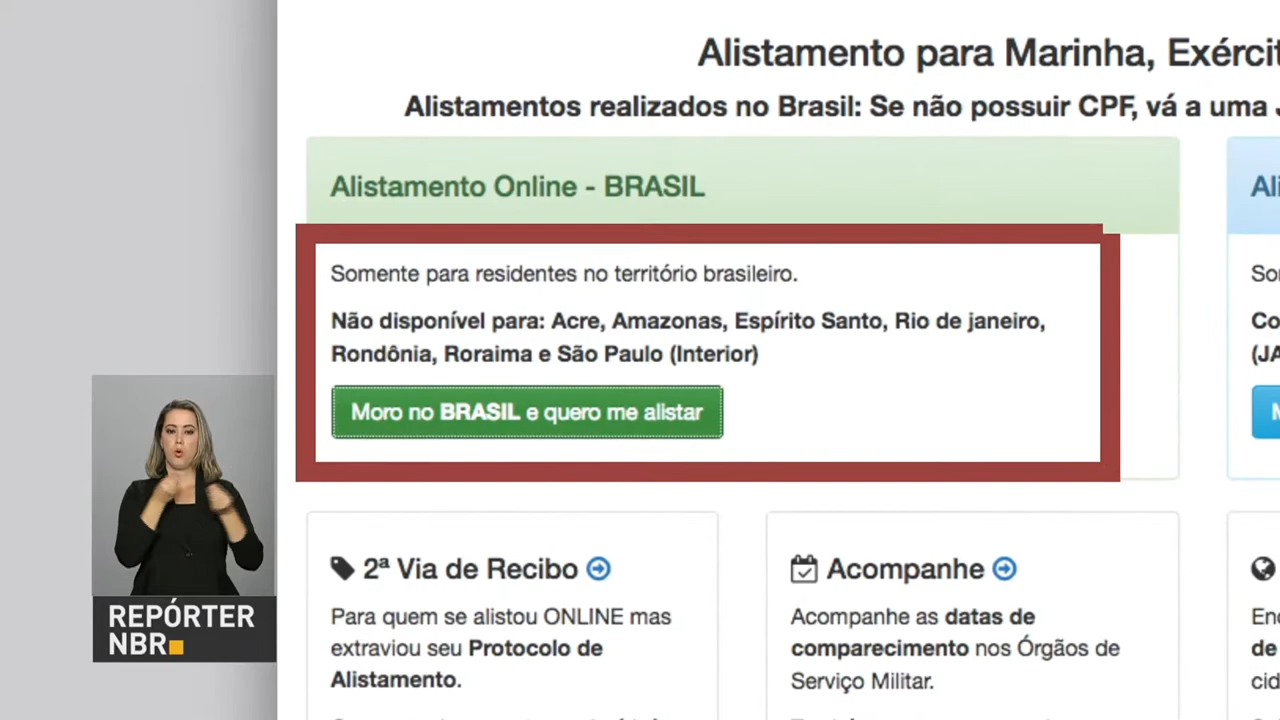 Alistamento para Marinha,
Alistamentos realizados no Brasil: Se não possuir CPF, vá a uma
Alistamento Online - BRASIL
Somente para residentes no território brasileiro.
Não disponível para: Acre, Amazonas, Espírito Santo, Rio de janeiro,
Rondônia, Roraima e São Paulo (Interior)
Moro no BRASIL e quero me alistar
2ª Via de Recibo
Para quem se alistou ONLINE mas
extraviou seu Protocolo de
Alistamento.
Acompanhe
Acompanhe as datas de
comparecimento nos Órgãos de
Serviço Militar.
de
REPÓRTER
NBR